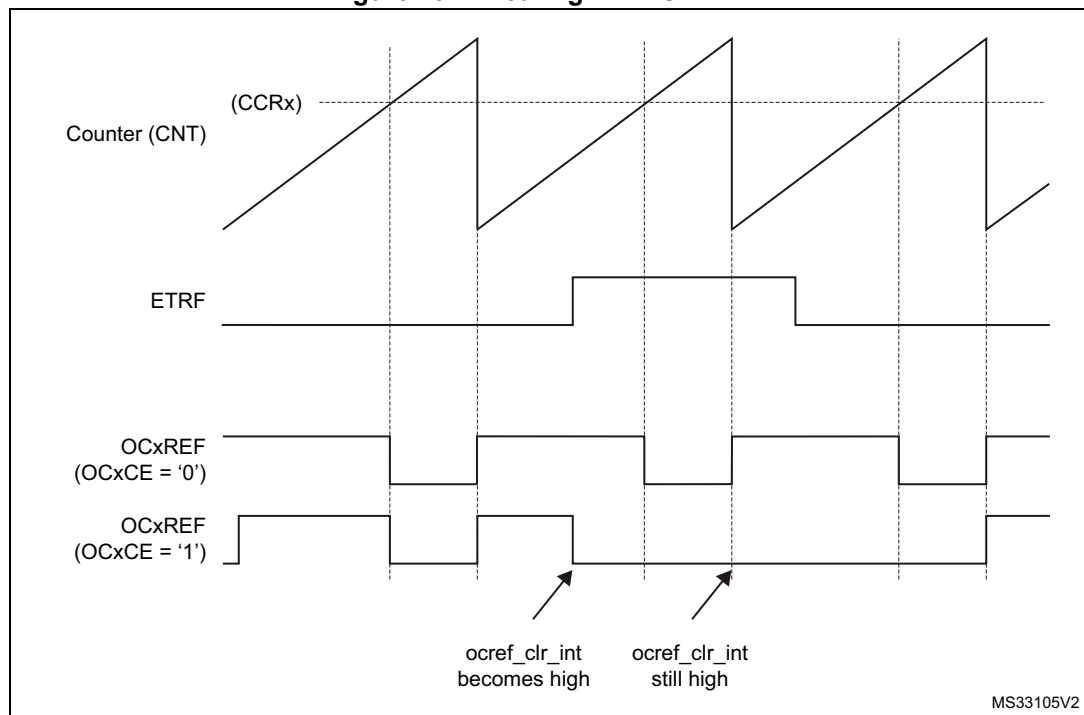 (CCRx)
Counter (CNT)
ETRF
OCxREF
(OCxCE = ‘0’)
OCxREF
(OCxCE = ‘1’)
ocref_clr_int
becomes high
ocref_clr_int
still high
MS33105V2